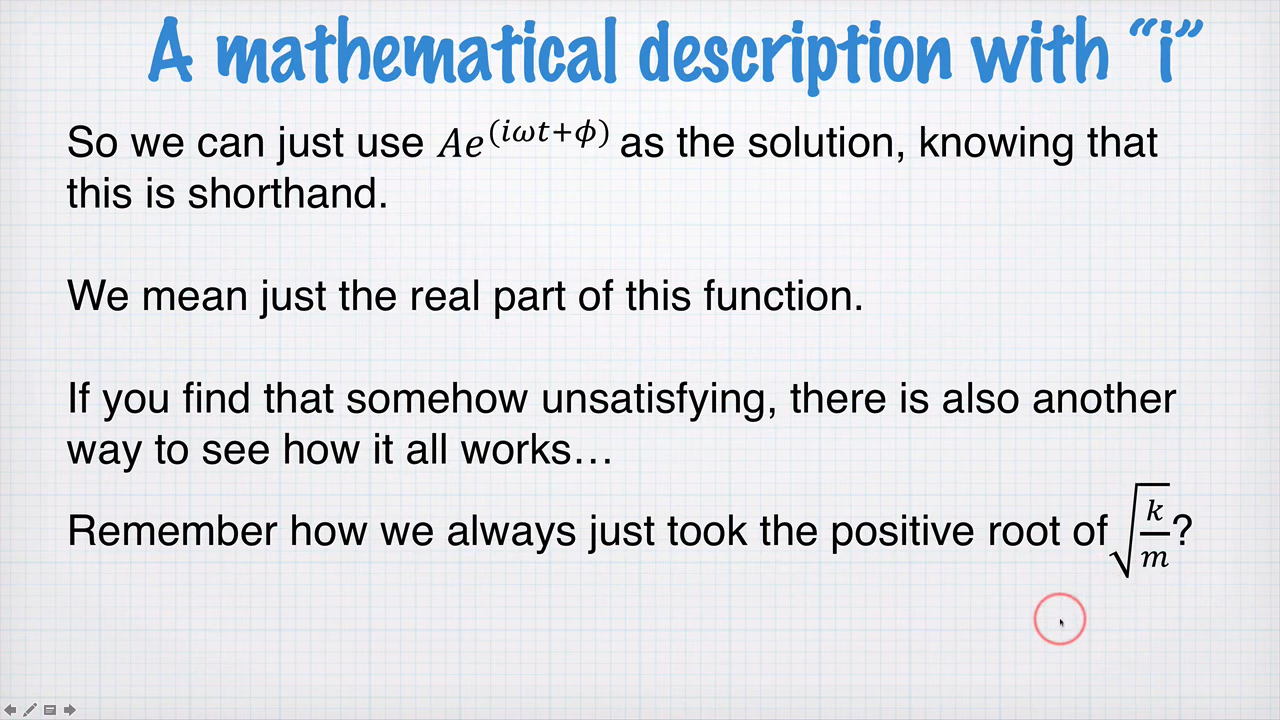 A mathematical description with “i”
So we can just use 𝐴𝑒^(𝑖𝜔𝑡+𝜙) as the solution, knowing that
this is shorthand.
We mean just the real part of this function.
If you find that somehow unsatisfying, there is also another
way to see how it all works…
Remember how we always just took the positive root of √(𝑘/𝑚)?